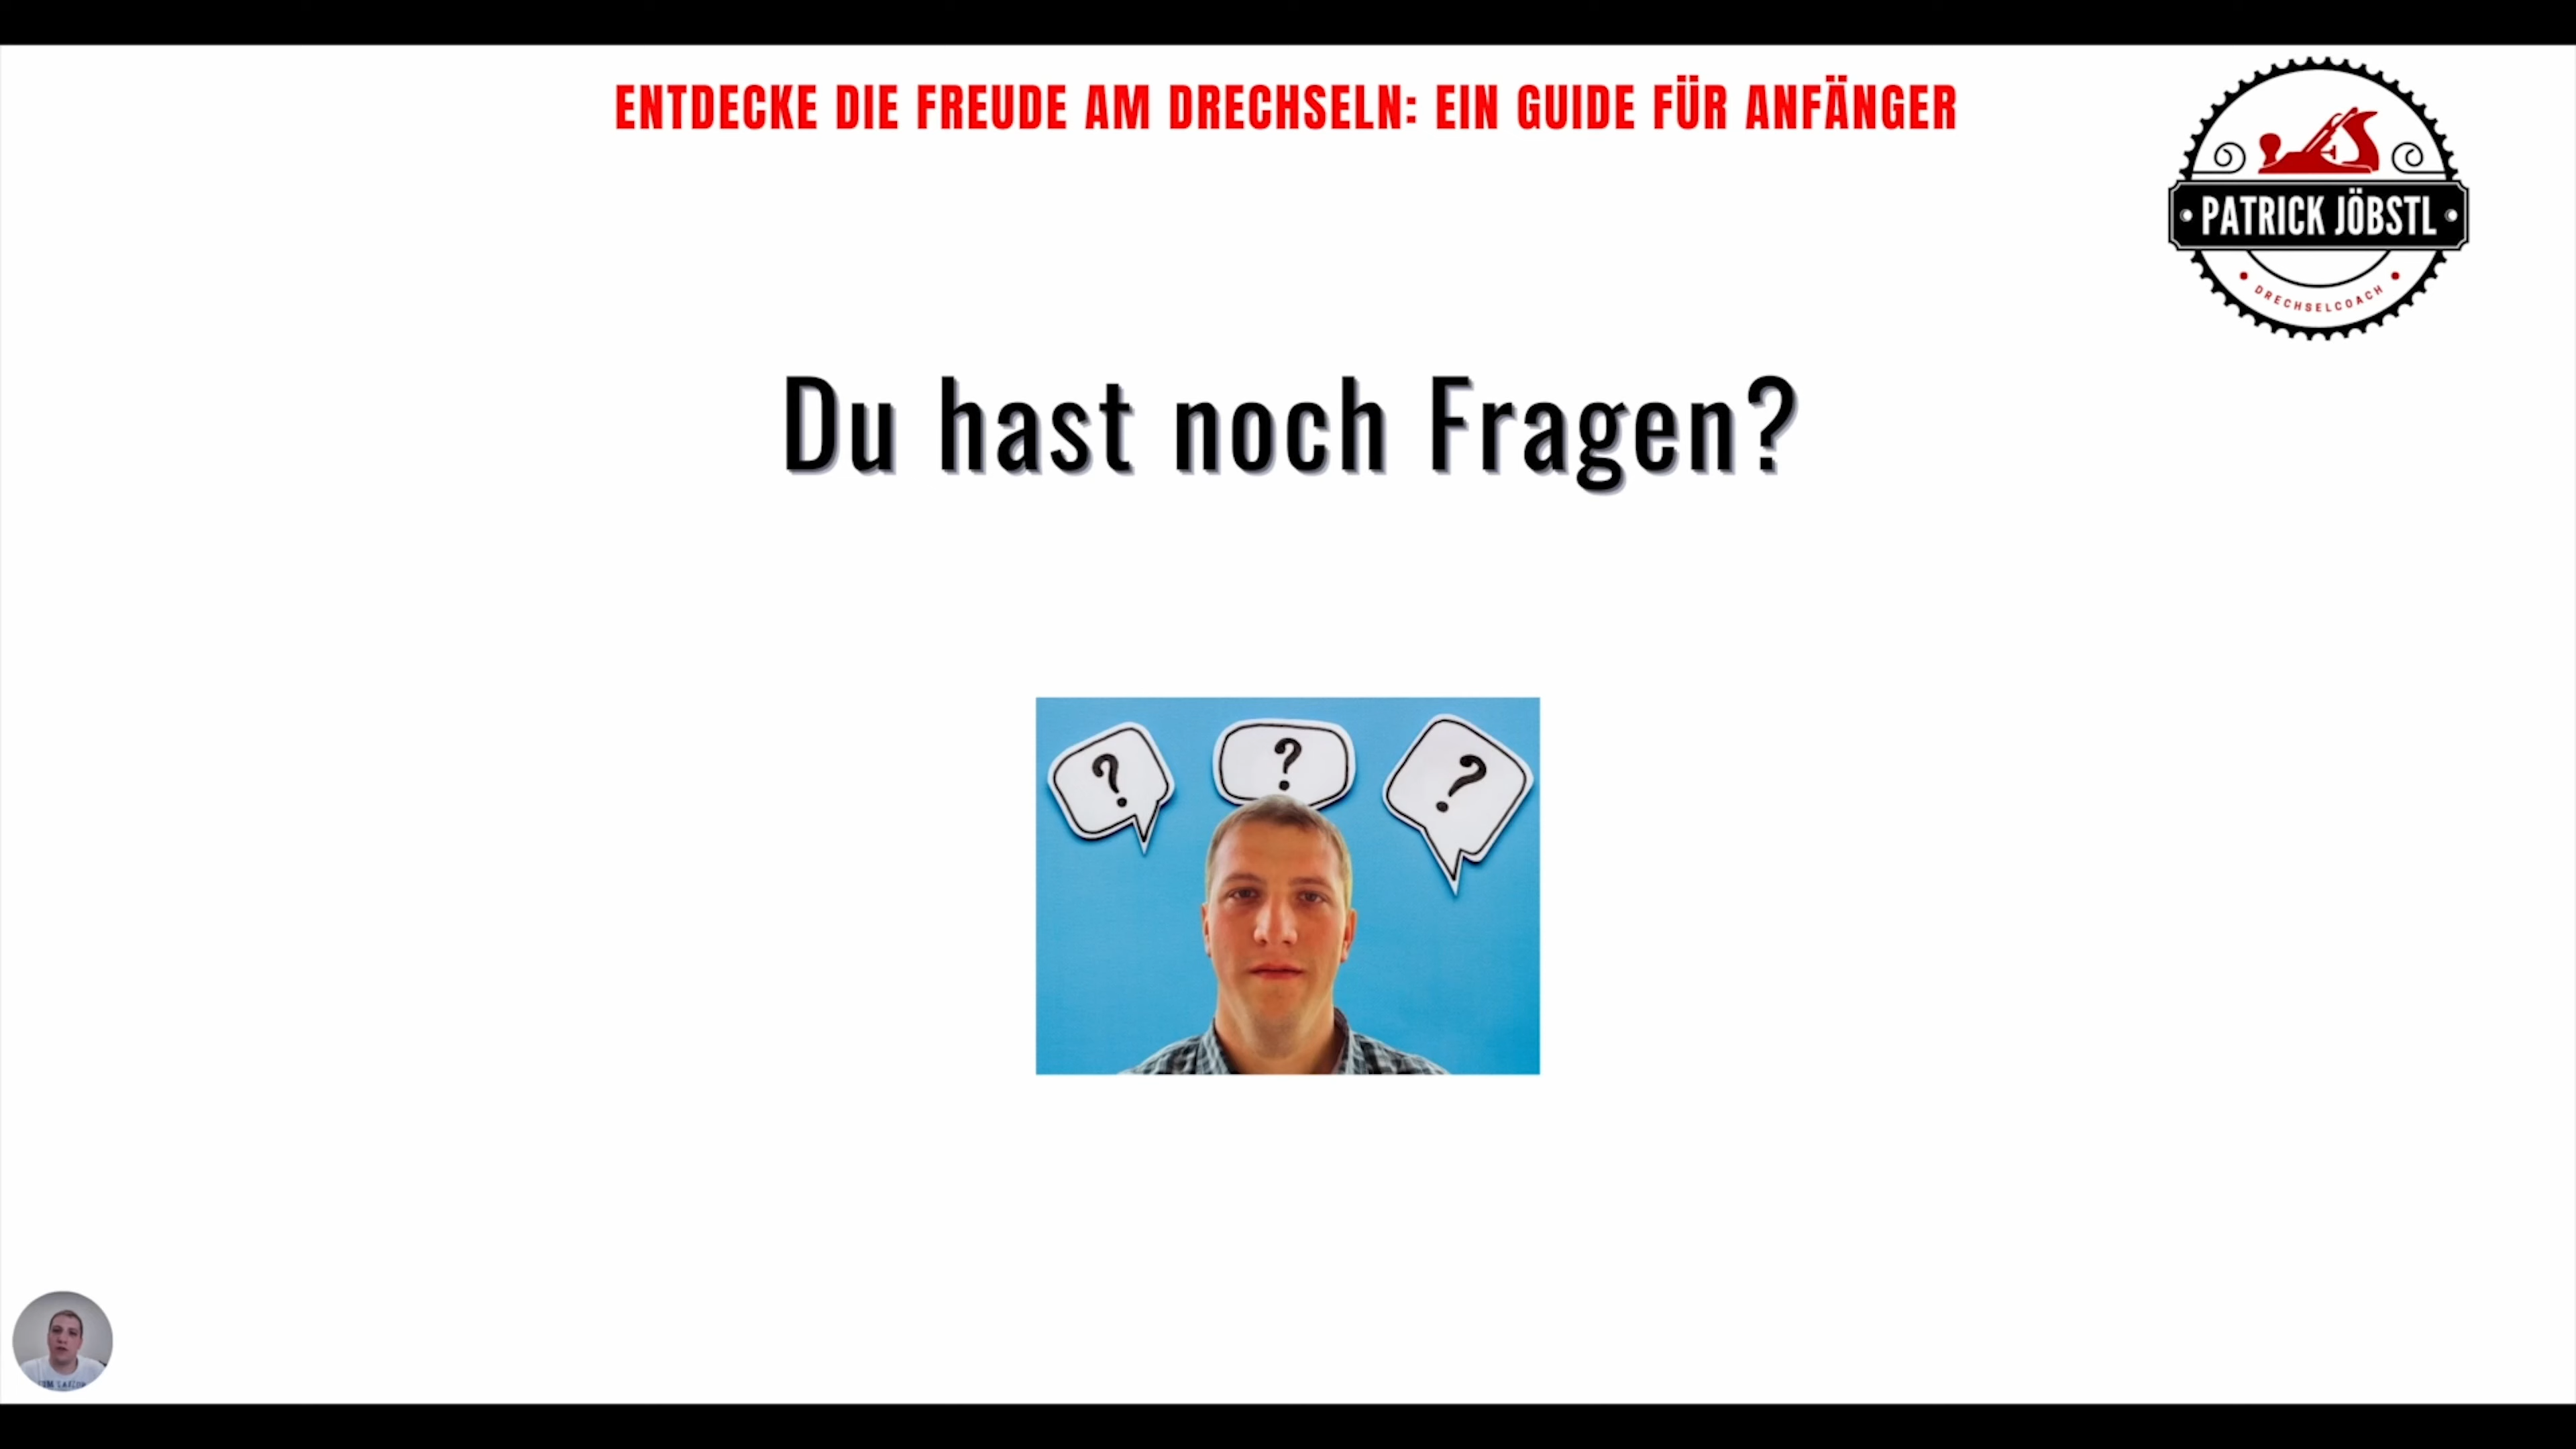 ENTDECKE DIE FREUDE AM DRECHSELN: EIN GUIDE FÜR ANFÄNGER
PATRICK JÖBSTL
DRECHSELCOACH
Du hast noch Fragen?
?
?
?